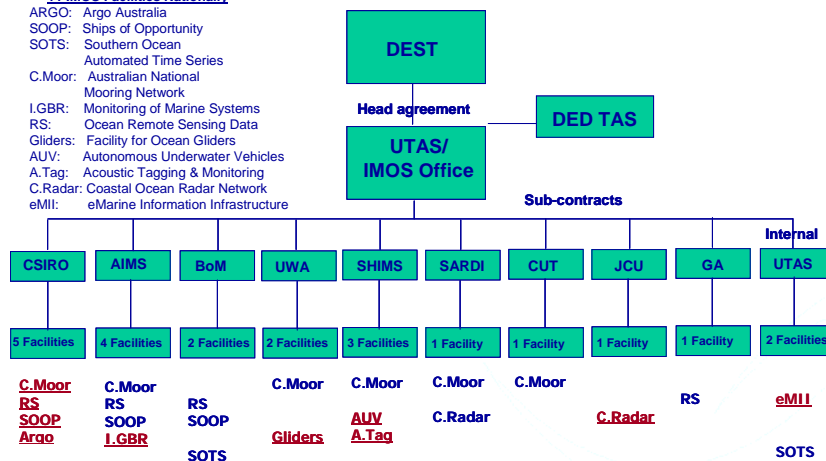 IMOS Facilities Nationally
ARGO: Argo Australia
SOOP: Ships of Opportunity
SOTS: Southern Ocean
Automated Time Series
C.Moor: Australian National
Mooring Network
I.GBR: Monitoring of Marine Systems
RS: Ocean Remote Sensing Data
Gliders: Facility for Ocean Gliders
AUV: Autonomous Underwater Vehicles
A.Tag: Acoustic Tagging & Monitoring
C.Radar: Coastal Ocean Radar Network
eMII: eMarine Information Infrastructure
DEST
Head agreement
DED TAS
UTAS/
IMOS Office
Sub-contracts
Internal
CSIRO AIMS BoM UWA SHIMS SARDI CUT JCU GA UTAS
5 Facilities 4 Facilities 2 Facilities 2 Facilities 3 Facilities 1 Facility 1 Facility 1 Facility 1 Facility 2 Facilities
C.Moor C.Moor C.Moor C.Moor C.Moor C.Moor
RS RS RS RS eMII
SOOP SOOP SOOP AUV C.Radar C.Radar
Argo I.GBR Gliders A.Tag
SOTS SOTS